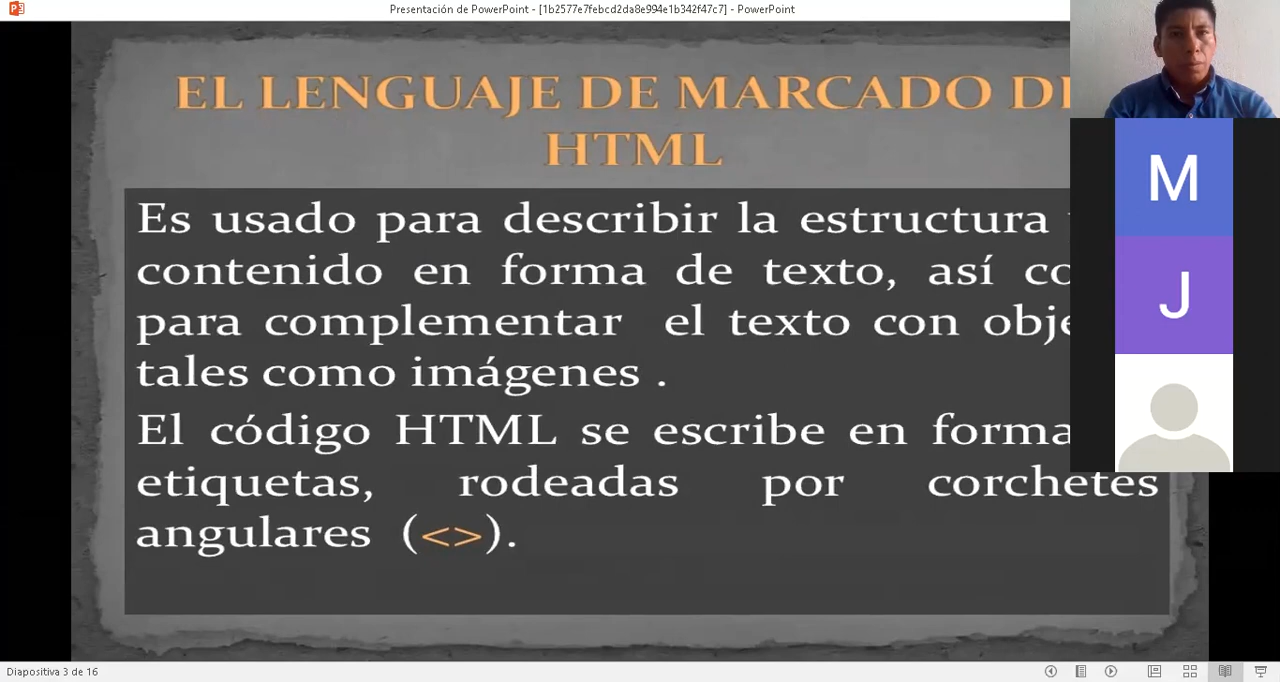 Presentación de PowerPoint - [1b2577e7febcd2da8e994e1b342f47c7] - PowerPoint
EL LENGUAJE DE MARCADO
HTML
Es usado para describir la estructura
contenido en forma de texto, así
para complementar el texto con
tales como imágenes .
El código HTML se escribe en forma
etiquetas, rodeadas por corchetes
angulares (<>).
M
J
Diapositiva 3 de 16